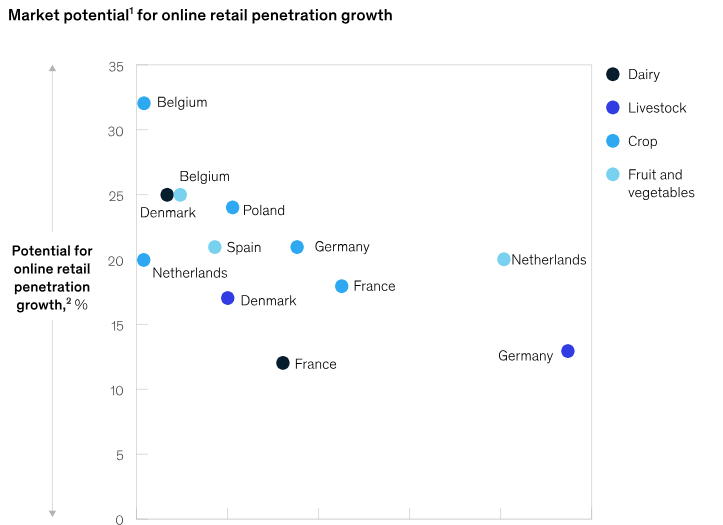 Market potential¹ for online retail penetration growth
35
30
25
20
15
10
5
0
Potential for
online retail
penetration
growth,² %
Belgium
Belgium
Denmark
Poland
Spain
Germany
Netherlands
Netherlands
France
Denmark
Germany
France
Dairy
Livestock
Crop
Fruit and
vegetables